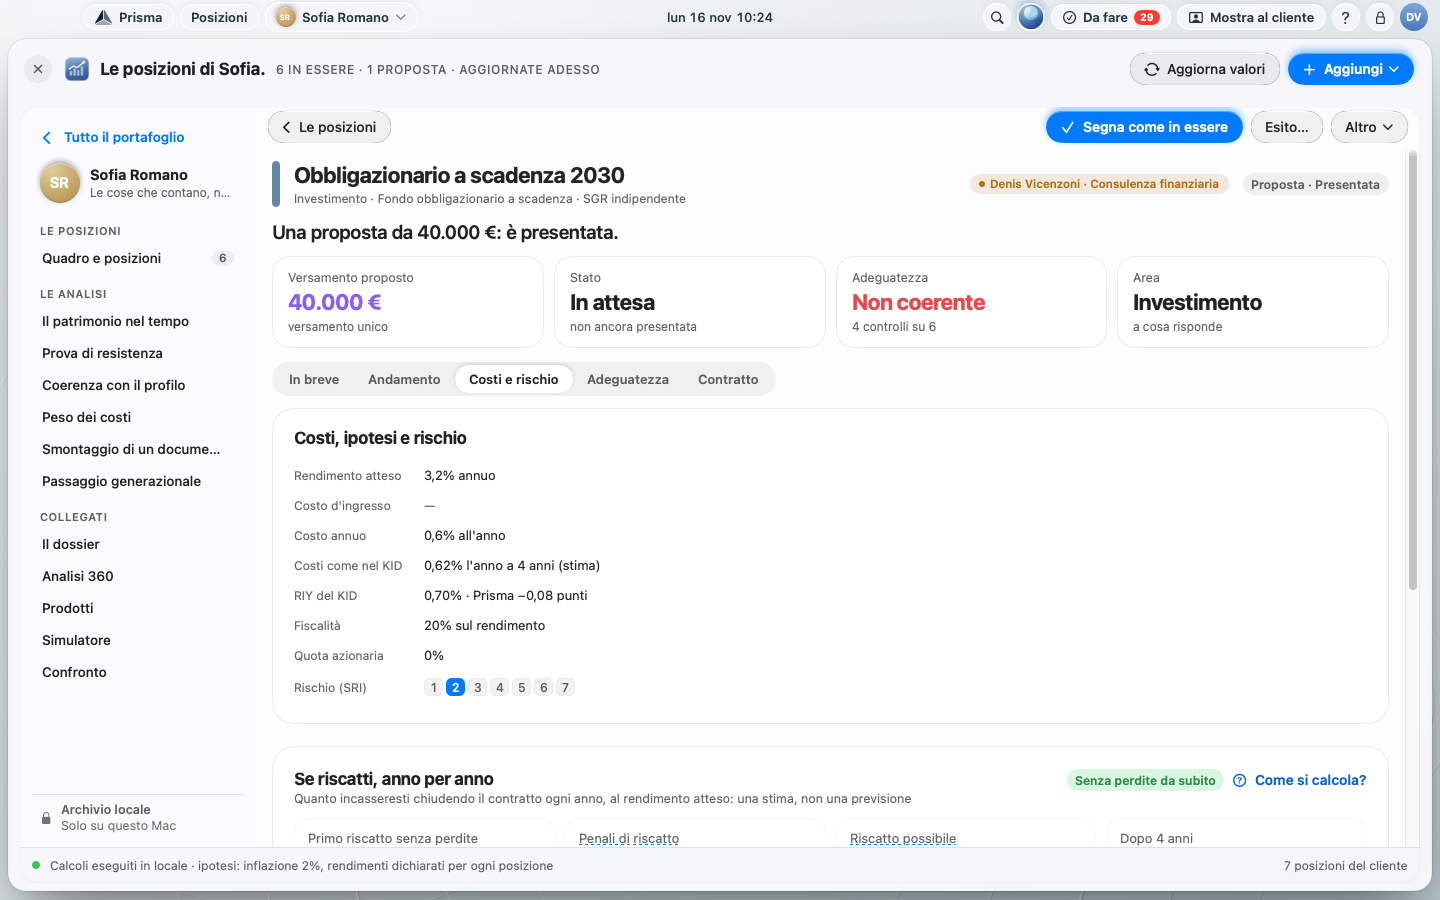 Prisma
Posizioni
SR Sofia Romano
lun 16 nov 10:24
Da fare 29
Mostra al cliente
?
DV
Le posizioni di Sofia. 6 IN ESSERE · 1 PROPOSTA · AGGIORNATE ADESSO
Aggiorna valori
+ Aggiungi
Tutto il portafoglio
SR
Sofia Romano
Le cose che contano, n...
LE POSIZIONI
Quadro e posizioni 6
LE ANALISI
Il patrimonio nel tempo
Prova di resistenza
Coerenza con il profilo
Peso dei costi
Smontaggio di un docume...
Passaggio generazionale
COLLEGATI
Il dossier
Analisi 360
Prodotti
Simulatore
Confronto
Archivio locale
Solo su questo Mac
Le posizioni
Segna come in essere
Esito...
Altro
Obbligazionario a scadenza 2030
Investimento · Fondo obbligazionario a scadenza · SGR indipendente
Denis Vicenzoni · Consulenza finanziaria
Proposta · Presentata
Una proposta da 40.000 €: è presentata.
Versamento proposto
40.000 €
versamento unico
Stato
In attesa
non ancora presentata
Adeguatezza
Non coerente
4 controlli su 6
Area
Investimento
a cosa risponde
In breve
Andamento
Costi e rischio
Adeguatezza
Contratto
Costi, ipotesi e rischio
Rendimento atteso 3,2% annuo
Costo d'ingresso —
Costo annuo 0,6% all'anno
Costi come nel KID 0,62% l'anno a 4 anni (stima)
RIY del KID 0,70% · Prisma −0,08 punti
Fiscalità 20% sul rendimento
Quota azionaria 0%
Rischio (SRI) 1 2 3 4 5 6 7
Se riscatti, anno per anno
Senza perdite da subito
? Come si calcola?
Quanto incasseresti chiudendo il contratto ogni anno, al rendimento atteso: una stima, non una previsione
Primo riscatto senza perdite
Penali di riscatto
Riscatto possibile
Dopo 4 anni
Calcoli eseguiti in locale · ipotesi: inflazione 2%, rendimenti dichiarati per ogni posizione
7 posizioni del cliente